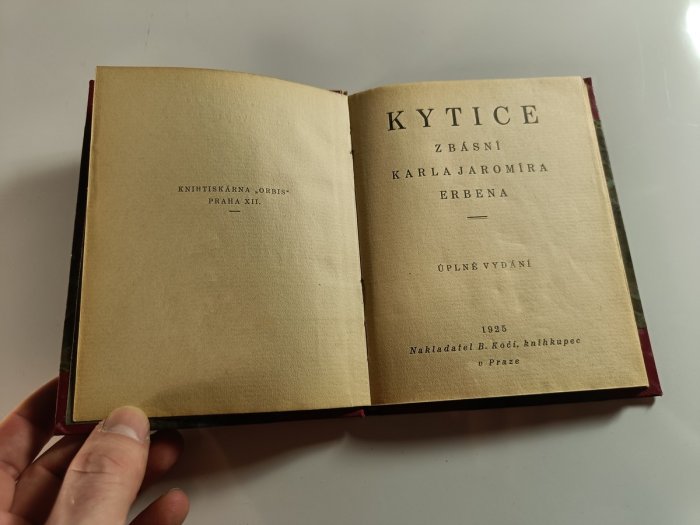 KNIHTISKÁRNA „ORBIS“
PRAHA XII.
KYTICE
Z BÁSNÍ
KARLA JAROMÍRA
ERBENA
ÚPLNÉ VYDÁNÍ
1925
Nakladatel B. Kočí, knihkupec
v Praze